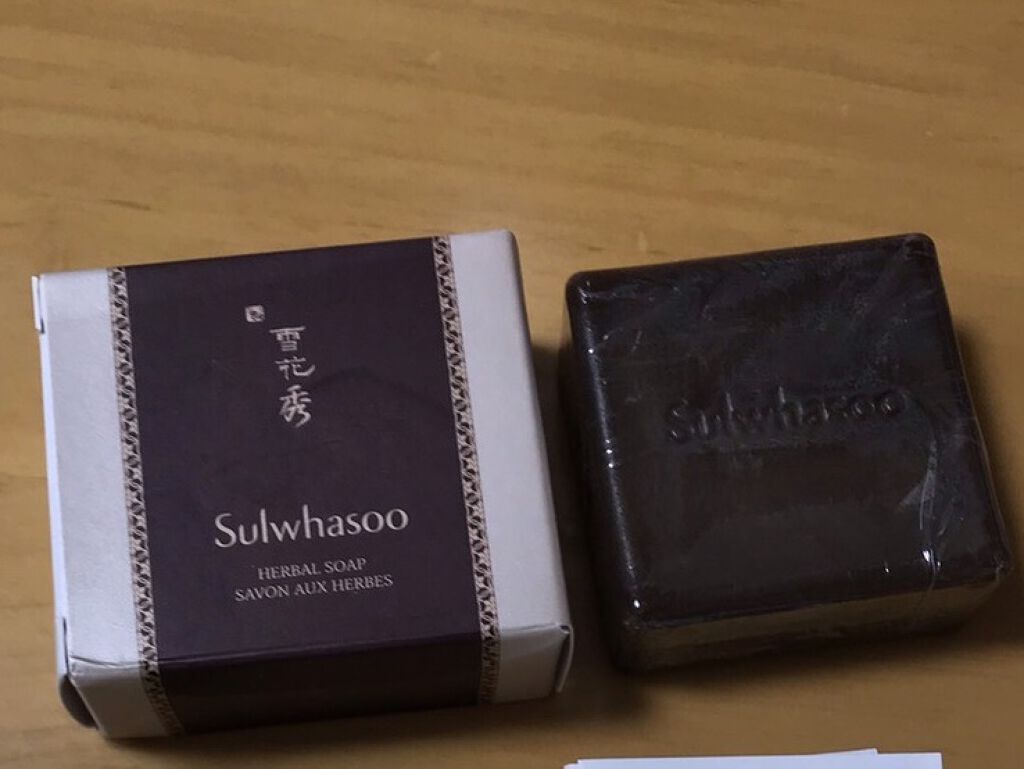 雪花秀
Sulwhasoo
HERBAL SOAP
SAVON AUX HERBES
Sulwhasoo